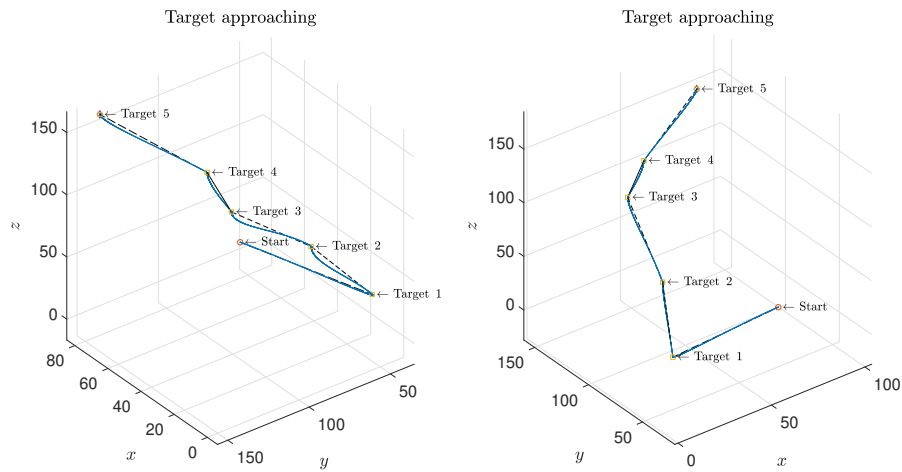 Target approaching
150
100
50
0
z
80
60
40
20
0
x
150
100
50
y
← Target 5
← Target 4
← Target 3
← Target 2
← Start
← Target 1
Target approaching
150
100
50
0
z
150
100
50
y
0
50
100
x
← Target 5
← Target 4
← Target 3
← Target 2
← Start
← Target 1